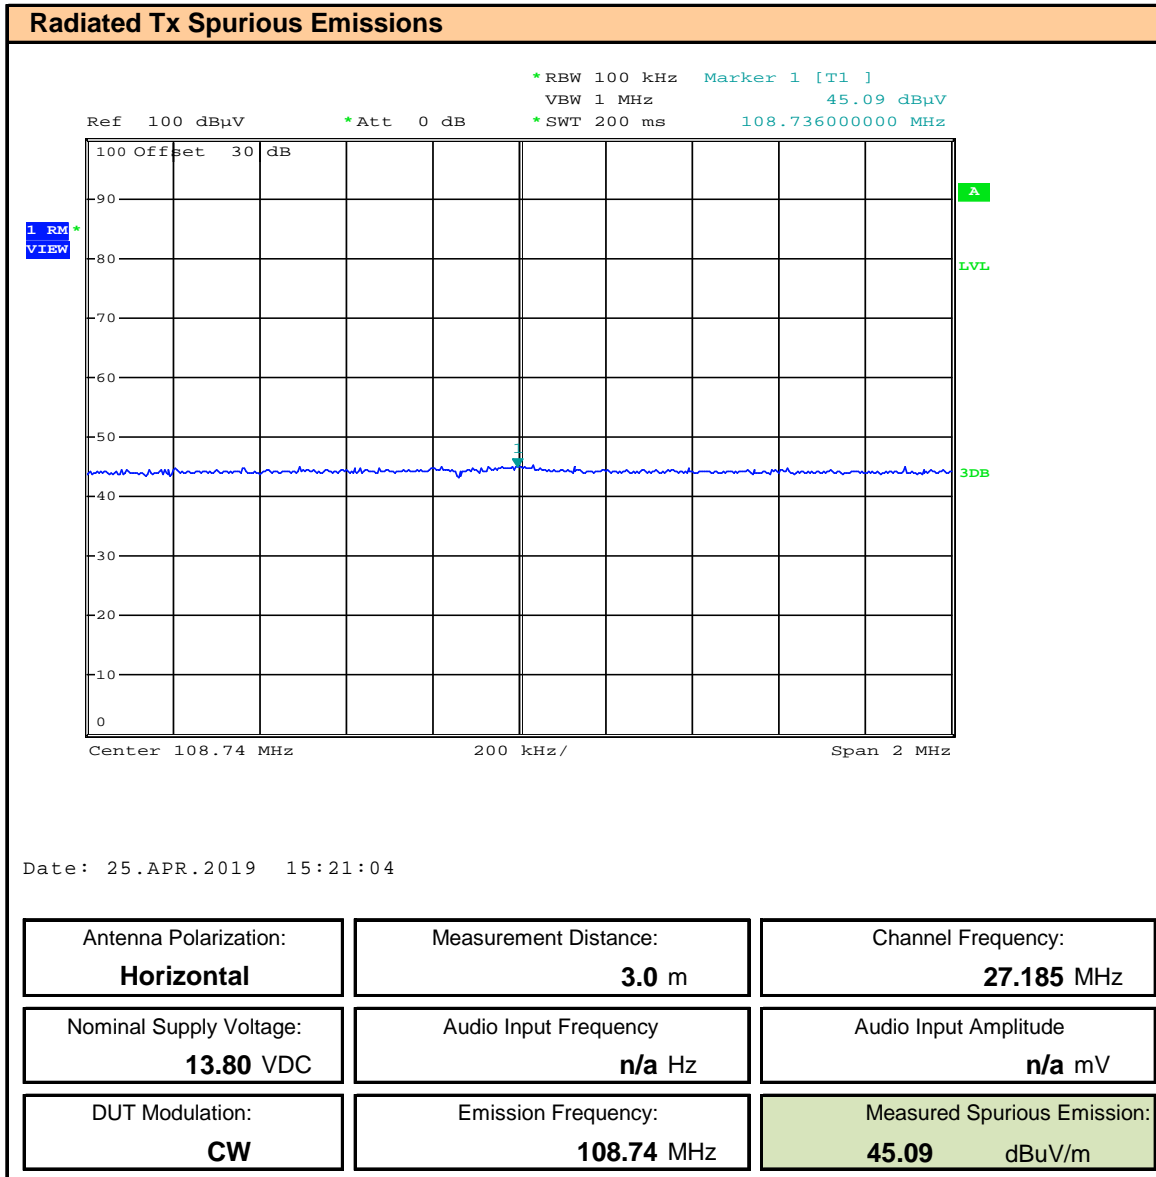 Radiated Tx Spurious Emissions
*RBW 100 kHz Marker 1 [T1 ]
VBW 1 MHz 45.09 dBµV
Ref 100 dBµV *Att 0 dB *SWT 200 ms 108.736000000 MHz
100 Offset 30 dB
A
90
1 RM *
VIEW
80
LVL
70
60
50
1
3DB
40
30
20
10
0
Center 108.74 MHz 200 kHz/ Span 2 MHz
Date: 25.APR.2019 15:21:04
Antenna Polarization: Measurement Distance: Channel Frequency:
Horizontal 3.0 m 27.185 MHz
Nominal Supply Voltage: Audio Input Frequency Audio Input Amplitude
13.80 VDC n/a Hz n/a mV
DUT Modulation: Emission Frequency: Measured Spurious Emission:
CW 108.74 MHz 45.09 dBuV/m